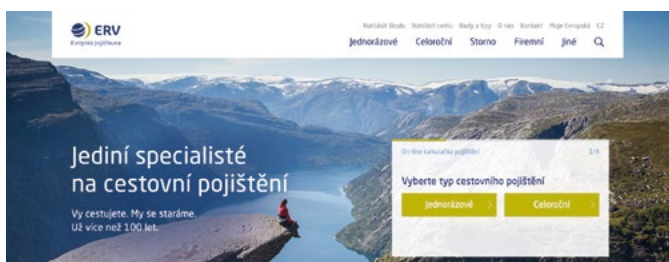 ERV
Evropská pojišťovna
Nahlásit škodu Nahlásit cestu Rady a tipy O nás Kontakt Moje Evropská CZ
Jednorázové Celoroční Storno Firemní Jiné
Jediní specialisté
na cestovní pojištění
Vy cestujete. My se staráme.
Už více než 100 let.
On-line kalkulačka pojištění 1/4
Vyberte typ cestovního pojištění
Jednorázové
Celoroční